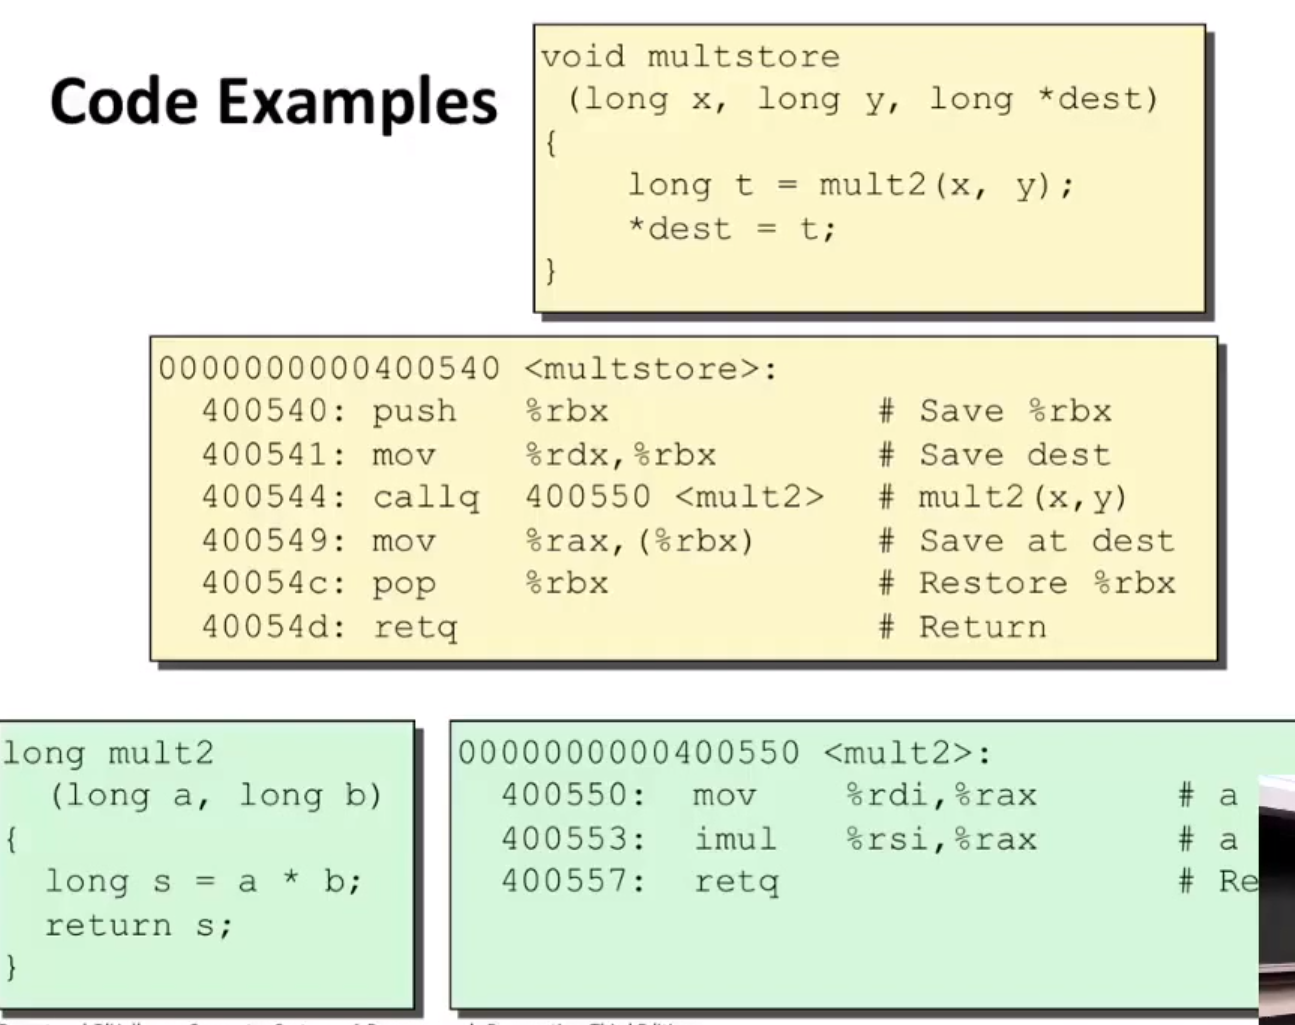 Code Examples
void multstore
(long x, long y, long *dest)
{
long t = mult2(x, y);
*dest = t;
}
0000000000400540 <multstore>:
400540: push %rbx # Save %rbx
400541: mov %rdx,%rbx # Save dest
400544: callq 400550 <mult2> # mult2(x,y)
400549: mov %rax,(%rbx) # Save at dest
40054c: pop %rbx # Restore %rbx
40054d: retq # Return
long mult2
(long a, long b)
{
long s = a * b;
return s;
}
0000000000400550 <mult2>:
400550: mov %rdi,%rax # a
400553: imul %rsi,%rax # a
400557: retq # Re